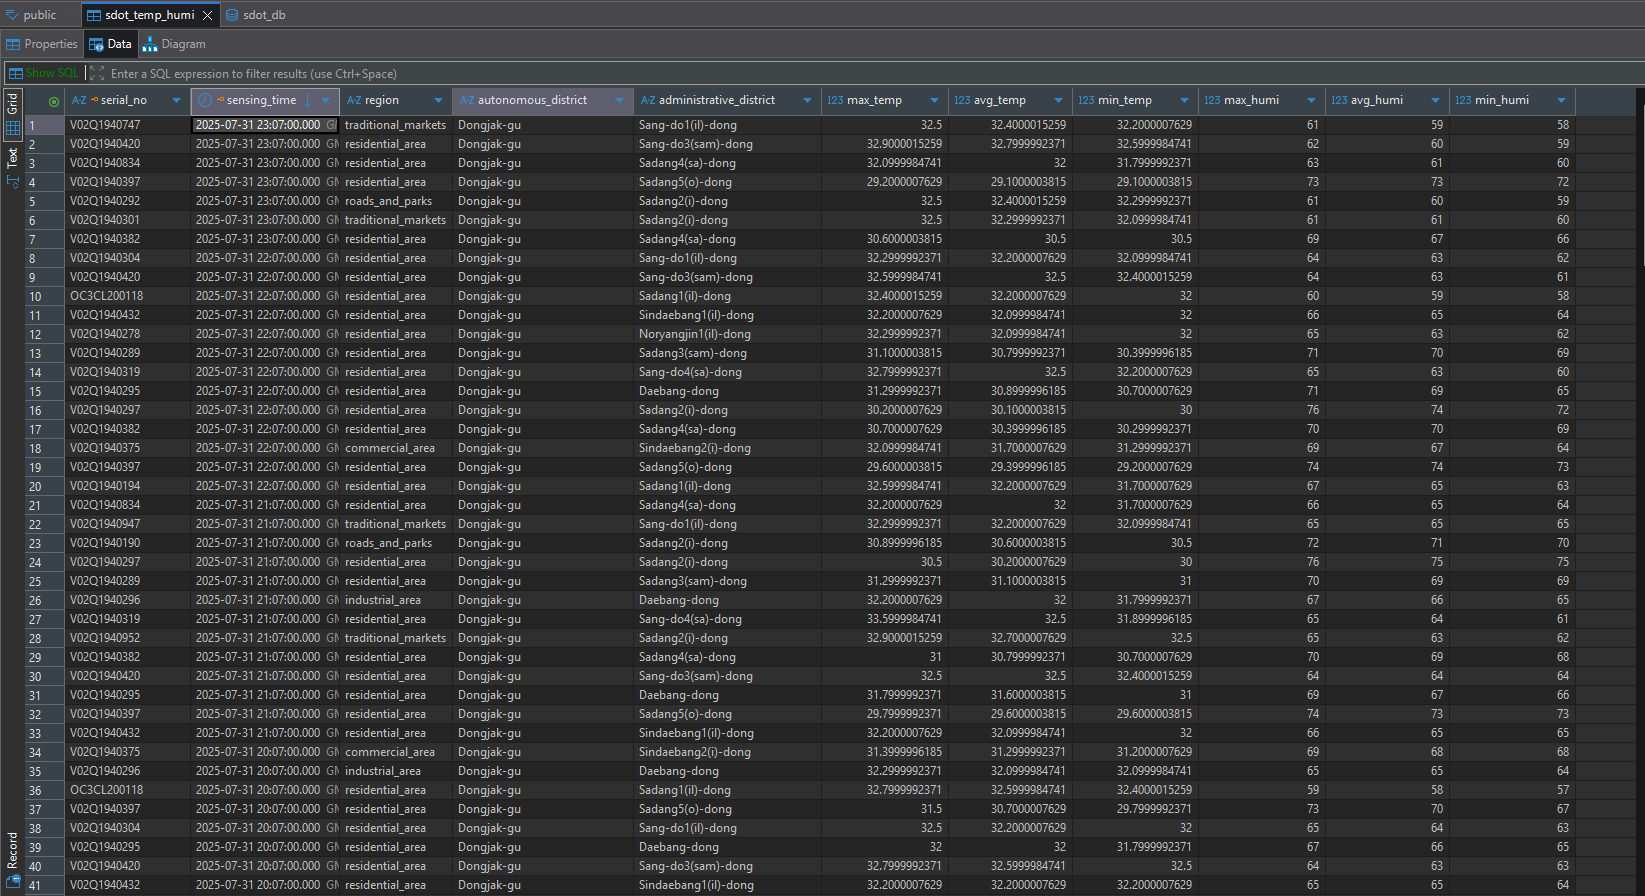 public sdot_temp_humi sdot_db
Properties Data Diagram
Show SQL Enter a SQL expression to filter results (use Ctrl+Space)
Grid
Text
Record
A-Z serial_no sensing_time A-Z region A-Z autonomous_district A-Z administrative_district 123 max_temp 123 avg_temp 123 min_temp 123 max_humi 123 avg_humi 123 min_humi
1 V02Q1940747 2025-07-31 23:07:00.000 traditional_markets Dongjak-gu Sang-do1(il)-dong 32.5 32.4000015259 32.2000007629 61 59 58
2 V02Q1940420 2025-07-31 23:07:00.000 residential_area Dongjak-gu Sang-do3(sam)-dong 32.9000015259 32.7999992371 32.5999984741 62 60 59
3 V02Q1940834 2025-07-31 23:07:00.000 residential_area Dongjak-gu Sadang4(sa)-dong 32.0999984741 32 31.7999992371 63 61 60
4 V02Q1940397 2025-07-31 23:07:00.000 residential_area Dongjak-gu Sadang5(o)-dong 29.2000007629 29.1000003815 29.1000003815 73 73 72
5 V02Q1940292 2025-07-31 23:07:00.000 roads_and_parks Dongjak-gu Sadang2(i)-dong 32.5 32.4000015259 32.2999992371 61 60 59
6 V02Q1940301 2025-07-31 23:07:00.000 traditional_markets Dongjak-gu Sadang2(i)-dong 32.5 32.2999992371 32.0999984741 61 61 60
7 V02Q1940382 2025-07-31 23:07:00.000 residential_area Dongjak-gu Sadang4(sa)-dong 30.6000003815 30.5 30.5 69 67 66
8 V02Q1940304 2025-07-31 22:07:00.000 residential_area Dongjak-gu Sang-do1(il)-dong 32.2999992371 32.2000007629 32.0999984741 64 63 62
9 V02Q1940420 2025-07-31 22:07:00.000 residential_area Dongjak-gu Sang-do3(sam)-dong 32.5999984741 32.5 32.4000015259 64 63 61
10 OC3CL200118 2025-07-31 22:07:00.000 residential_area Dongjak-gu Sadang1(il)-dong 32.4000015259 32.2000007629 32 60 59 58
11 V02Q1940432 2025-07-31 22:07:00.000 residential_area Dongjak-gu Sindaebang1(il)-dong 32.2000007629 32.0999984741 32 66 65 64
12 V02Q1940278 2025-07-31 22:07:00.000 residential_area Dongjak-gu Noryangjin1(il)-dong 32.2999992371 32.0999984741 32 65 63 62
13 V02Q1940289 2025-07-31 22:07:00.000 residential_area Dongjak-gu Sadang3(sam)-dong 31.1000003815 30.7999992371 30.3999996185 71 70 69
14 V02Q1940319 2025-07-31 22:07:00.000 residential_area Dongjak-gu Sang-do4(sa)-dong 32.7999992371 32.5 32.2000007629 65 63 60
15 V02Q1940295 2025-07-31 22:07:00.000 residential_area Dongjak-gu Daebang-dong 31.2999992371 30.8999996185 30.7000007629 71 69 65
16 V02Q1940297 2025-07-31 22:07:00.000 residential_area Dongjak-gu Sadang2(i)-dong 30.2000007629 30.1000003815 30 76 74 72
17 V02Q1940382 2025-07-31 22:07:00.000 residential_area Dongjak-gu Sadang4(sa)-dong 30.7000007629 30.3999996185 30.2999992371 70 70 69
18 V02Q1940375 2025-07-31 22:07:00.000 commercial_area Dongjak-gu Sindaebang2(i)-dong 32.0999984741 31.7000007629 31.2999992371 69 67 64
19 V02Q1940397 2025-07-31 22:07:00.000 residential_area Dongjak-gu Sadang5(o)-dong 29.6000003815 29.3999996185 29.2000007629 74 74 73
20 V02Q1940194 2025-07-31 22:07:00.000 residential_area Dongjak-gu Sadang1(il)-dong 32.5999984741 32.2000007629 31.7000007629 67 65 63
21 V02Q1940834 2025-07-31 21:07:00.000 residential_area Dongjak-gu Sadang4(sa)-dong 32.2000007629 32 31.7000007629 66 65 64
22 V02Q1940947 2025-07-31 21:07:00.000 traditional_markets Dongjak-gu Sang-do1(il)-dong 32.2999992371 32.2000007629 32.0999984741 65 65 65
23 V02Q1940190 2025-07-31 21:07:00.000 roads_and_parks Dongjak-gu Sadang2(i)-dong 30.8999996185 30.6000003815 30.5 72 71 70
24 V02Q1940297 2025-07-31 21:07:00.000 residential_area Dongjak-gu Sadang2(i)-dong 30.5 30.2000007629 30 76 75 75
25 V02Q1940289 2025-07-31 21:07:00.000 residential_area Dongjak-gu Sadang3(sam)-dong 31.2999992371 31.1000003815 31 70 69 69
26 V02Q1940296 2025-07-31 21:07:00.000 industrial_area Dongjak-gu Daebang-dong 32.2000007629 32 31.7999992371 67 66 65
27 V02Q1940319 2025-07-31 21:07:00.000 residential_area Dongjak-gu Sang-do4(sa)-dong 33.5999984741 32.5 31.8999996185 65 64 61
28 V02Q1940952 2025-07-31 21:07:00.000 traditional_markets Dongjak-gu Sadang2(i)-dong 32.9000015259 32.7000007629 32.5 65 63 62
29 V02Q1940382 2025-07-31 21:07:00.000 residential_area Dongjak-gu Sadang4(sa)-dong 31 30.7999992371 30.7000007629 70 69 68
30 V02Q1940420 2025-07-31 21:07:00.000 residential_area Dongjak-gu Sang-do3(sam)-dong 32.5 32.5 32.4000015259 64 64 64
31 V02Q1940295 2025-07-31 21:07:00.000 residential_area Dongjak-gu Daebang-dong 31.7999992371 31.6000003815 31 69 67 66
32 V02Q1940397 2025-07-31 21:07:00.000 residential_area Dongjak-gu Sadang5(o)-dong 29.7999992371 29.6000003815 29.6000003815 74 73 73
33 V02Q1940432 2025-07-31 21:07:00.000 residential_area Dongjak-gu Sindaebang1(il)-dong 32.2000007629 32.0999984741 32 66 65 65
34 V02Q1940375 2025-07-31 20:07:00.000 commercial_area Dongjak-gu Sindaebang2(i)-dong 31.3999996185 31.2999992371 31.2000007629 69 68 68
35 V02Q1940296 2025-07-31 20:07:00.000 industrial_area Dongjak-gu Daebang-dong 32.2999992371 32.0999984741 32.0999984741 65 65 64
36 OC3CL200118 2025-07-31 20:07:00.000 residential_area Dongjak-gu Sadang1(il)-dong 32.7999992371 32.5999984741 32.4000015259 59 58 57
37 V02Q1940397 2025-07-31 20:07:00.000 residential_area Dongjak-gu Sadang5(o)-dong 31.5 30.7000007629 29.7999992371 73 70 67
38 V02Q1940304 2025-07-31 20:07:00.000 residential_area Dongjak-gu Sang-do1(il)-dong 32.5 32.2000007629 32 65 64 63
39 V02Q1940295 2025-07-31 20:07:00.000 residential_area Dongjak-gu Daebang-dong 32 32 31.7999992371 67 66 65
40 V02Q1940420 2025-07-31 20:07:00.000 residential_area Dongjak-gu Sang-do3(sam)-dong 32.7999992371 32.5999984741 32.5 64 63 63
41 V02Q1940432 2025-07-31 20:07:00.000 residential_area Dongjak-gu Sindaebang1(il)-dong 32.2000007629 32.2000007629 32.2000007629 65 65 64